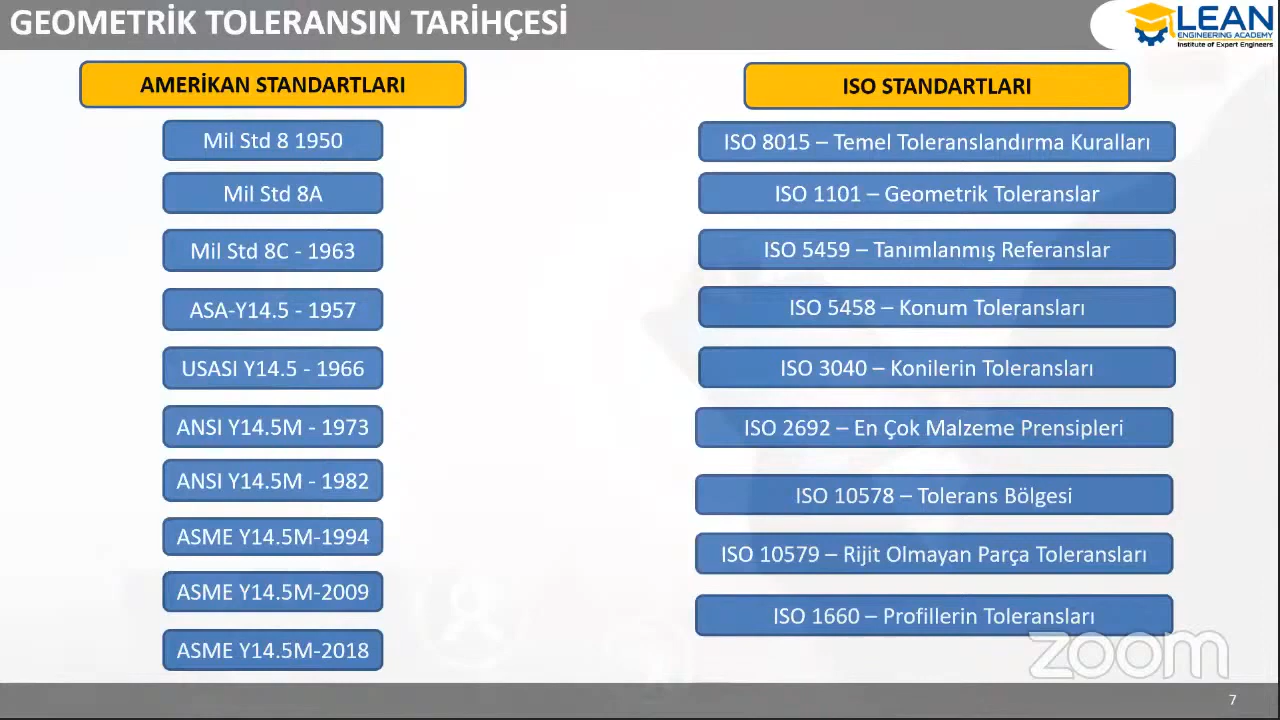 GEOMETRİK TOLERANSIN TARİHÇESİ
LEAN
ENGINEERING ACADEMY
Institute of Expert Engineers
AMERİKAN STANDARTLARI
Mil Std 8 1950
Mil Std 8A
Mil Std 8C - 1963
ASA-Y14.5 - 1957
USASI Y14.5 - 1966
ANSI Y14.5M - 1973
ANSI Y14.5M - 1982
ASME Y14.5M-1994
ASME Y14.5M-2009
ASME Y14.5M-2018
ISO STANDARTLARI
ISO 8015 – Temel Toleranslandırma Kuralları
ISO 1101 – Geometrik Toleranslar
ISO 5459 – Tanımlanmış Referanslar
ISO 5458 – Konum Toleransları
ISO 3040 – Konilerin Toleransları
ISO 2692 – En Çok Malzeme Prensipleri
ISO 10578 – Tolerans Bölgesi
ISO 10579 – Rijit Olmayan Parça Toleransları
ISO 1660 – Profillerin Toleransları
zoom
7